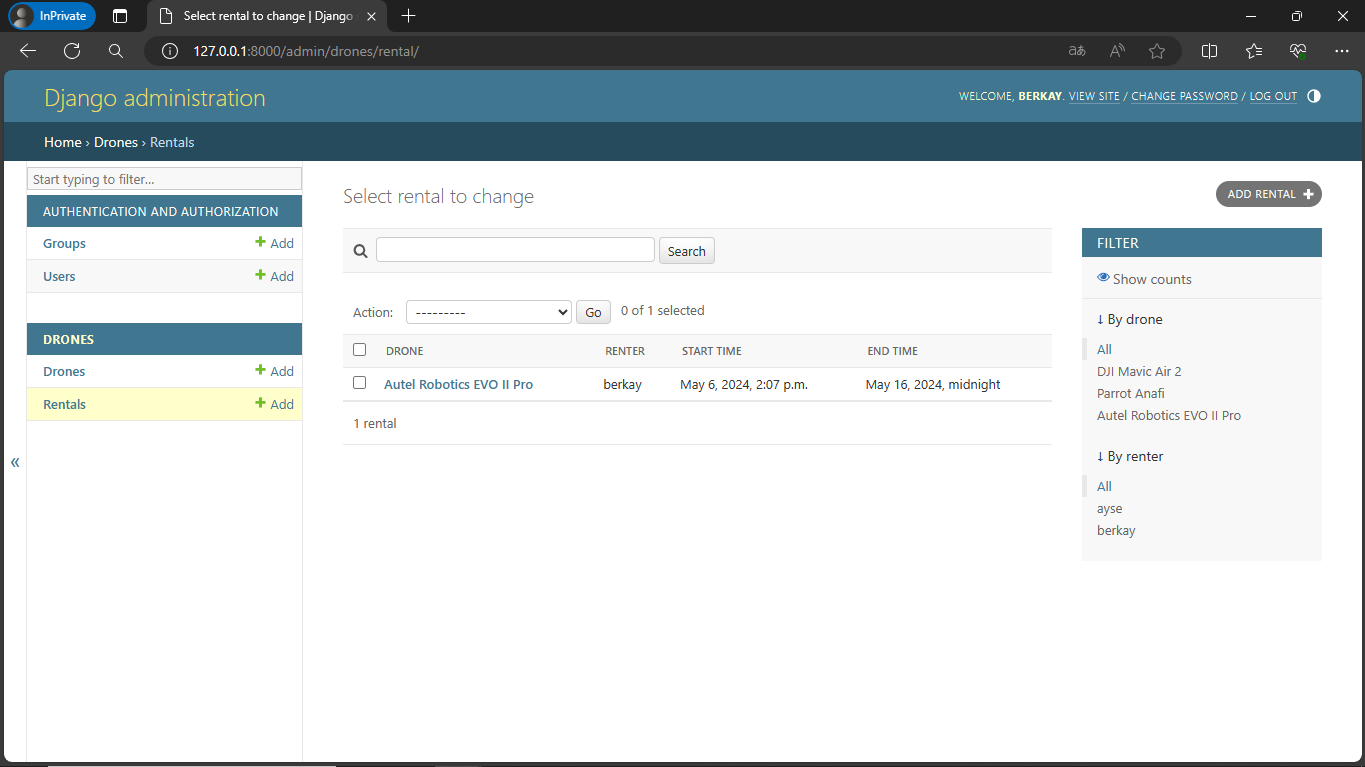 InPrivate
Select rental to change | Django
127.0.0.1:8000/admin/drones/rental/
Django administration
WELCOME, BERKAY. VIEW SITE / CHANGE PASSWORD / LOG OUT
Home › Drones › Rentals
Start typing to filter...
AUTHENTICATION AND AUTHORIZATION
Groups + Add
Users + Add
DRONES
Drones + Add
Rentals + Add
«
Select rental to change
ADD RENTAL +
Search
Action: --------- Go 0 of 1 selected
DRONE RENTER START TIME END TIME
Autel Robotics EVO II Pro berkay May 6, 2024, 2:07 p.m. May 16, 2024, midnight
1 rental
FILTER
Show counts
↓ By drone
All
DJI Mavic Air 2
Parrot Anafi
Autel Robotics EVO II Pro
↓ By renter
All
ayse
berkay